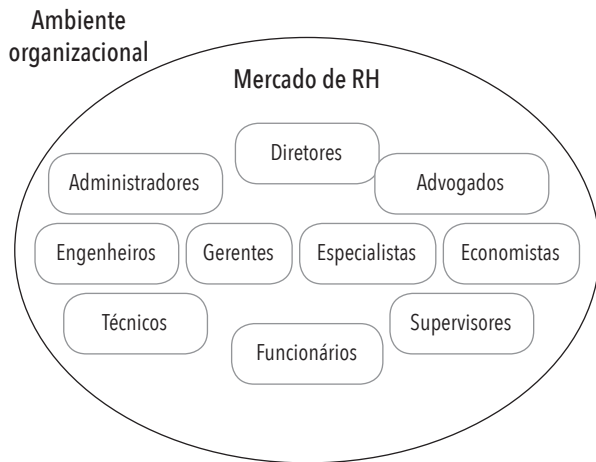 Ambiente
organizacional
Mercado de RH
Diretores
Administradores
Advogados
Engenheiros
Gerentes
Especialistas
Economistas
Técnicos
Supervisores
Funcionários